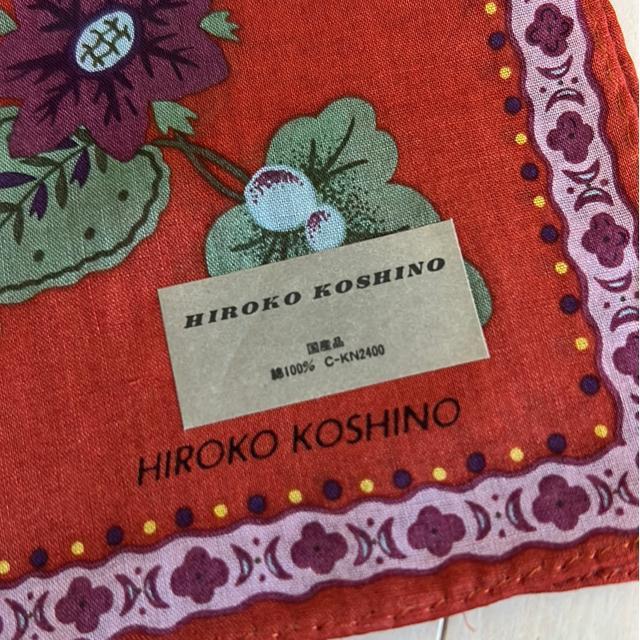 HIROKO KOSHINO
国産品
綿100% C-KN2400
HIROKO KOSHINO